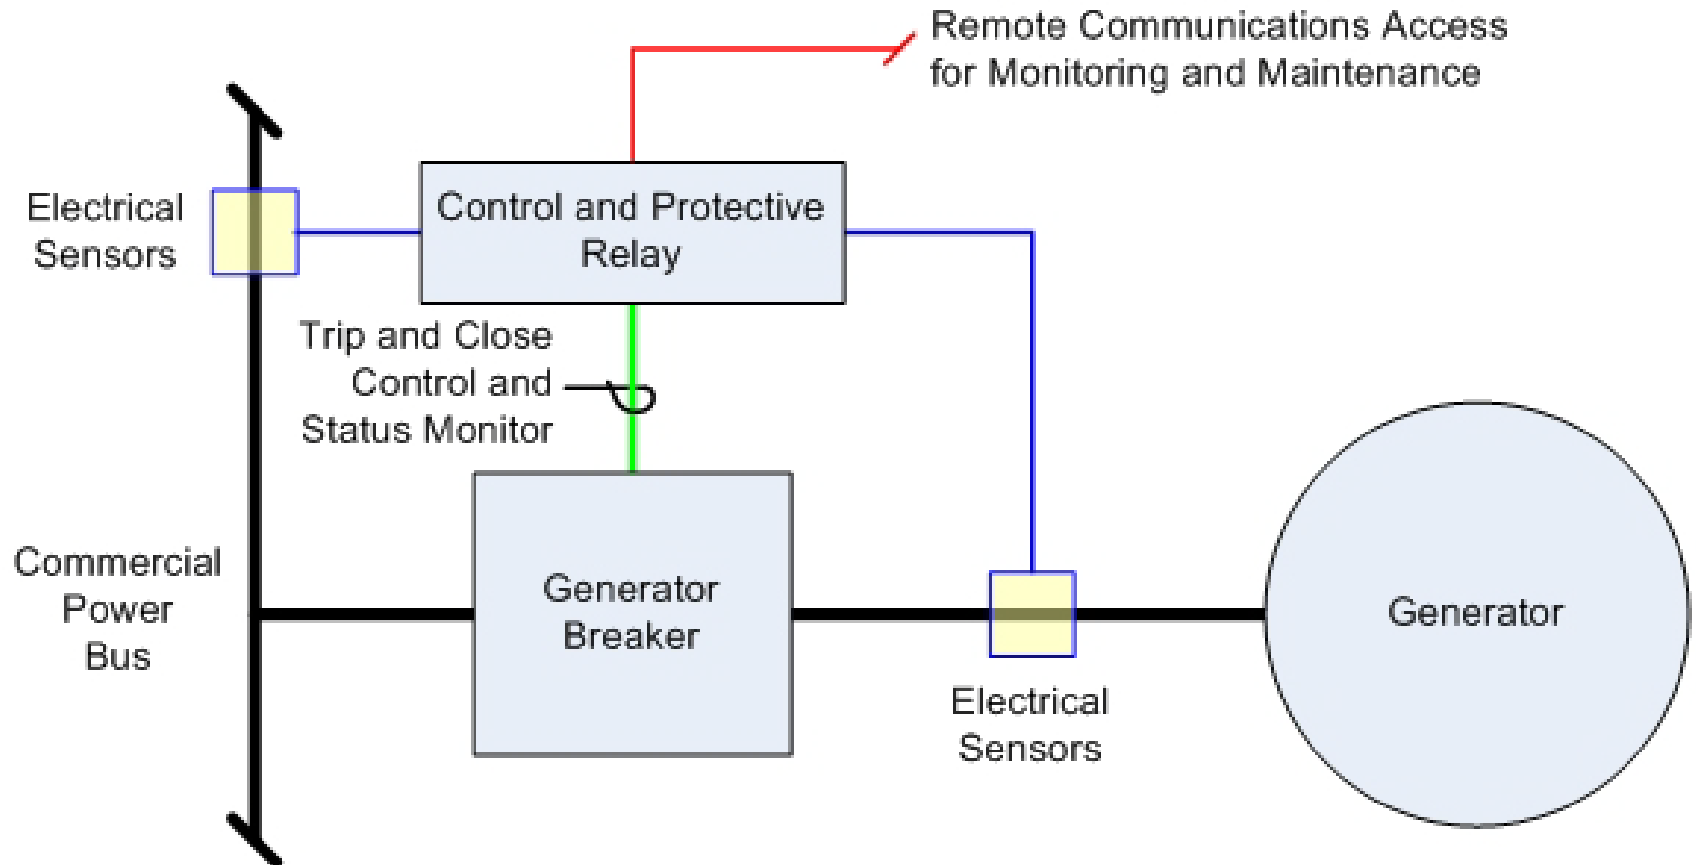 Remote Communications Access
for Monitoring and Maintenance
Electrical
Sensors
Control and Protective
Relay
Trip and Close
Control and
Status Monitor
Commercial
Power
Bus
Generator
Breaker
Electrical
Sensors
Generator